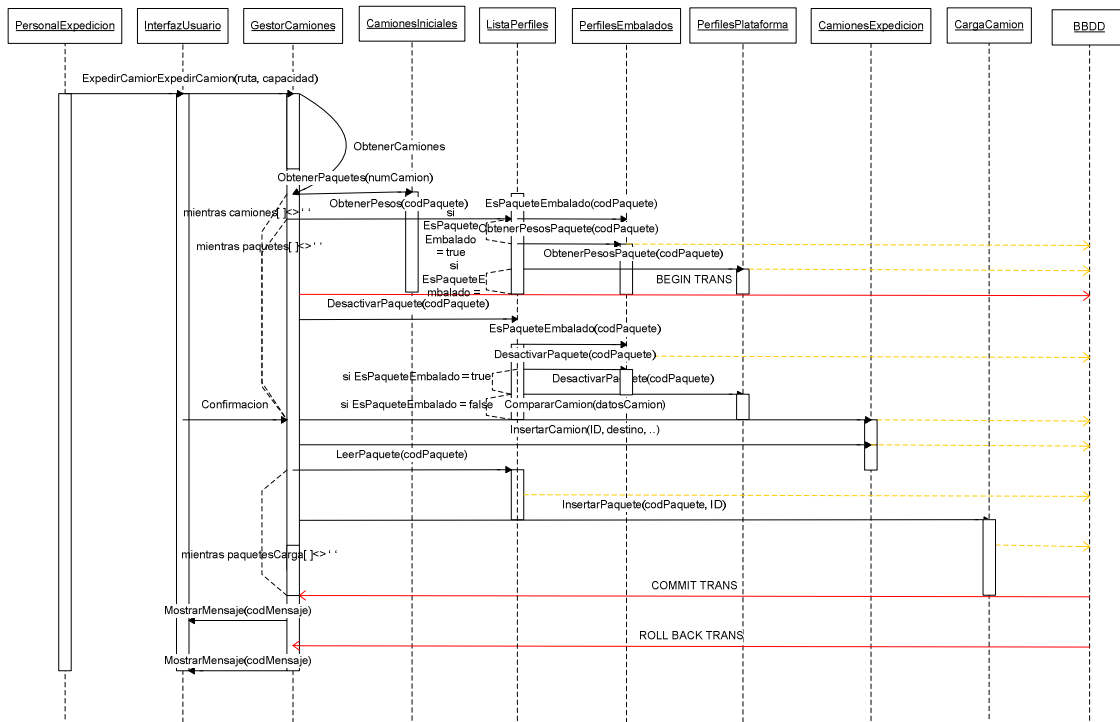 PersonalExpedicion
InterfazUsuario
GestorCamiones
CamionesIniciales
ListaPerfiles
PerfilesEmbalados
PerfilesPlataforma
CamionesExpedicion
CargaCamion
BBDD
ExpedirCamionExpedirCamion(ruta, capacidad)
ObtenerCamiones
ObtenerPaquetes(numCamion)
ObtenerPesos(codPaquete)
EsPaqueteEmbalado(codPaquete)
mientras camiones[ ]<>‘ ‘
si
EsPaquete
Embalado
=true
ObtenerPesosPaquete(codPaquete)
mientras paquetes[ ]<>‘ ‘
ObtenerPesosPaquete(codPaquete)
si
EsPaqueteE
mbalado =
BEGIN TRANS
DesactivarPaquete(codPaquete)
EsPaqueteEmbalado(codPaquete)
DesactivarPaquete(codPaquete)
si EsPaqueteEmbalado=true
DesactivarPaquete(codPaquete)
Confirmacion
si EsPaqueteEmbalado=false
CompararCamion(datosCamion)
InsertarCamion(ID, destino, ..)
LeerPaquete(codPaquete)
InsertarPaquete(codPaquete, ID)
mientras paquetesCarga[ ]<>‘ ‘
COMMIT TRANS
MostrarMensaje(codMensaje)
ROLL BACK TRANS
MostrarMensaje(codMensaje)